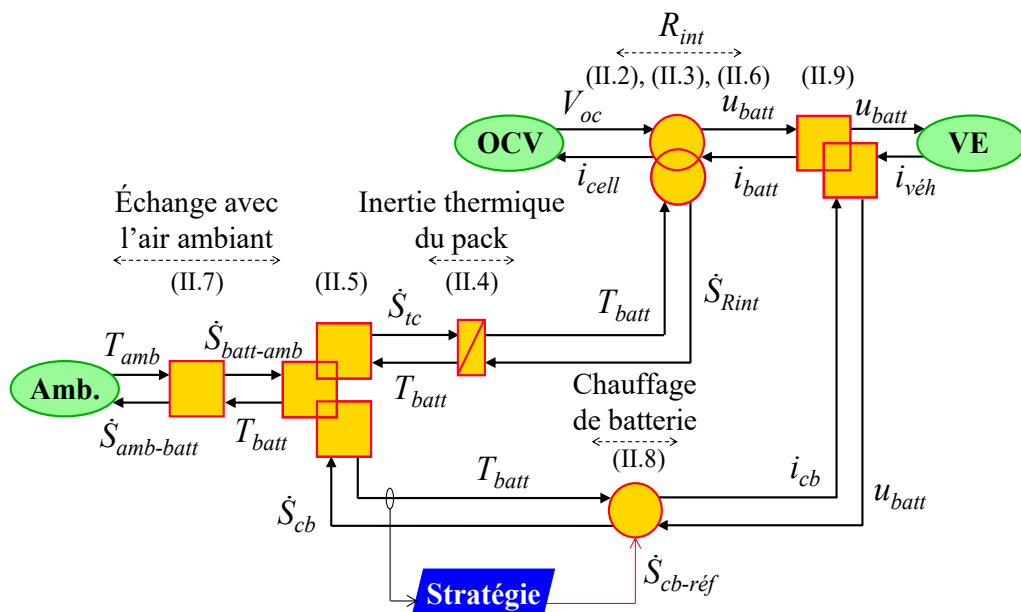 R_int
(II.2), (II.3), (II.6) (II.9)
V_oc u_batt u_batt
OCV VE
i_cell i_batt i_véh
Échange avec
l'air ambiant
Inertie thermique
du pack
(II.7) (II.5) (II.4)
Ṡ_tc T_batt Ṡ_Rint
T_amb Ṡ_batt-amb
Amb.
T_batt
Ṡ_amb-batt T_batt
Chauffage
de batterie
(II.8)
T_batt i_cb
Ṡ_cb u_batt
Stratégie Ṡ_cb-réf